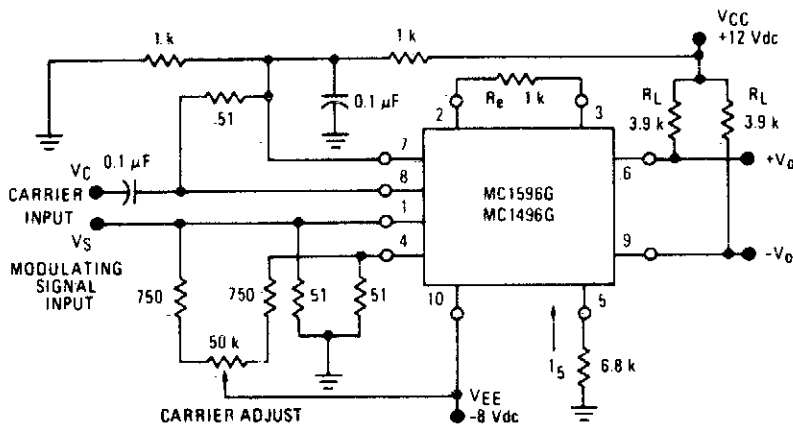 1 k
1 k
VCC
+12 Vdc
.51
0.1 µF
Re 1 k
2
3
RL
3.9 k
RL
3.9 k
7
6
+Vo
VC
0.1 µF
8
CARRIER
INPUT
MC1596G
MC1496G
1
VS
4
9
-Vo
MODULATING
SIGNAL
INPUT
750
750
51
51
10
5
50 k
I5
6.8 k
VEE
-8 Vdc
CARRIER ADJUST